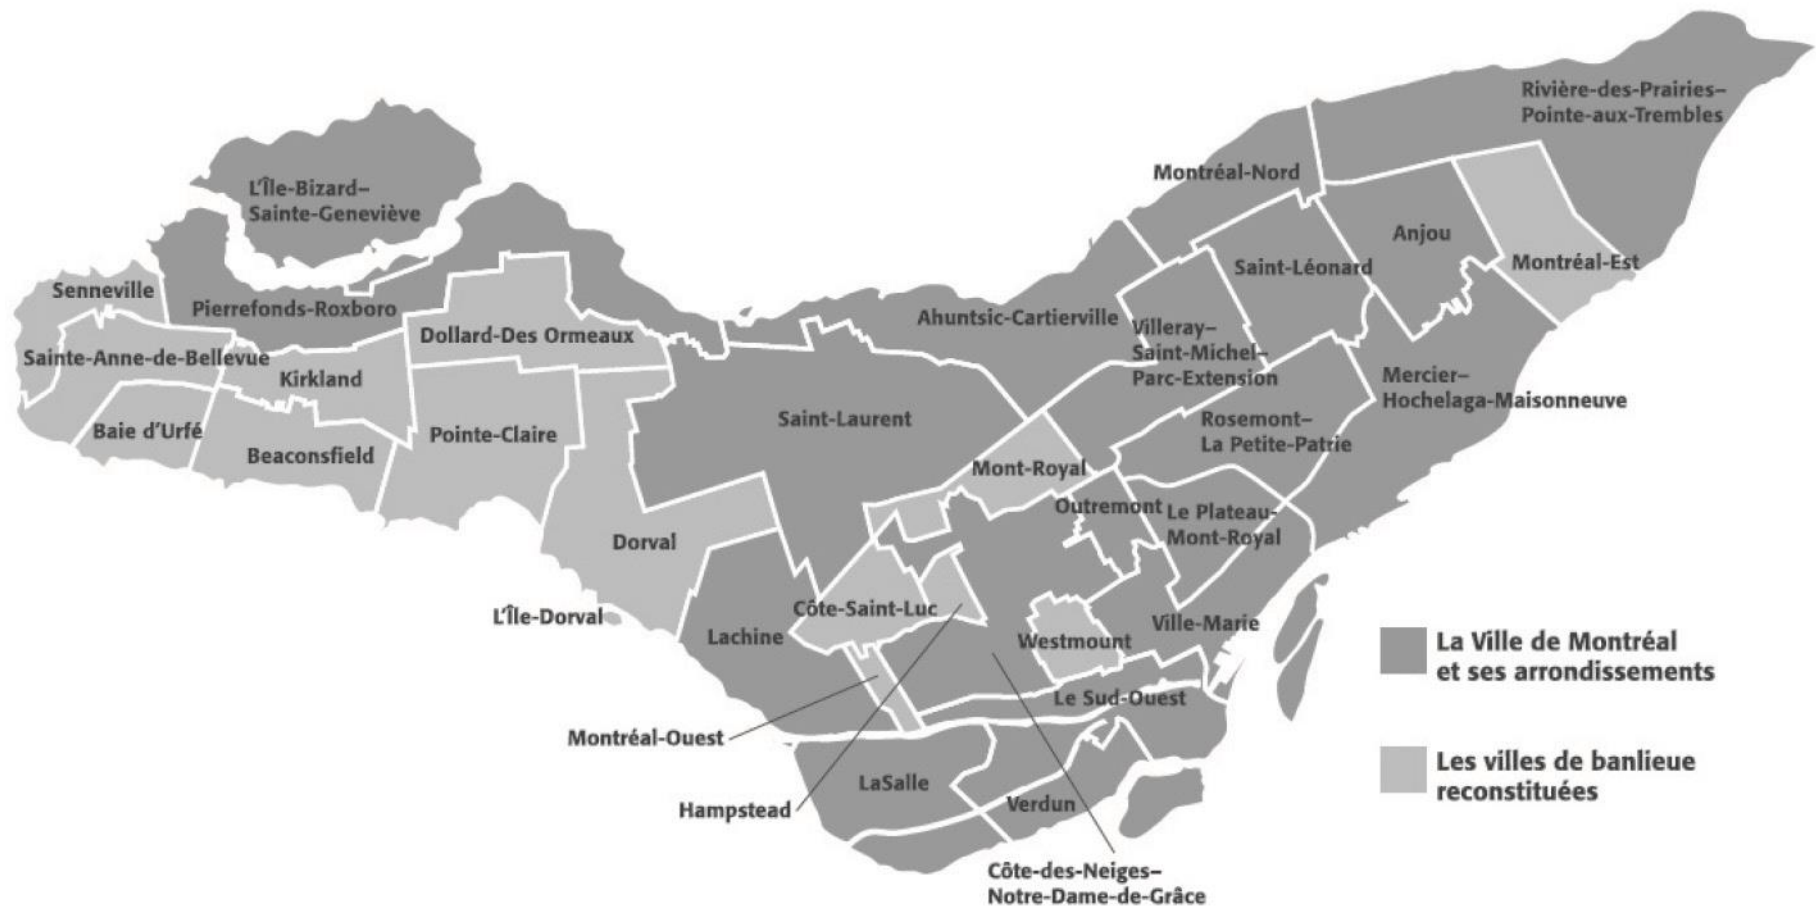 Rivière-des-Prairies–
Pointe-aux-Trembles
Montréal-Nord
L'Île-Bizard–
Sainte-Geneviève
Anjou
Montréal-Est
Saint-Léonard
Senneville
Pierrefonds-Roxboro
Ahuntsic-Cartierville
Villeray–
Saint-Michel–
Parc-Extension
Dollard-Des Ormeaux
Sainte-Anne-de-Bellevue
Kirkland
Mercier–
Hochelaga-Maisonneuve
Saint-Laurent
Rosemont–
La Petite-Patrie
Baie d'Urfé
Beaconsfield
Pointe-Claire
Mont-Royal
Outremont
Le Plateau-
Mont-Royal
Dorval
L'Île-Dorval
Côte-Saint-Luc
Lachine
Westmount
Ville-Marie
La Ville de Montréal
et ses arrondissements
Le Sud-Ouest
Montréal-Ouest
LaSalle
Les villes de banlieue
reconstituées
Hampstead
Verdun
Côte-des-Neiges–
Notre-Dame-de-Grâce